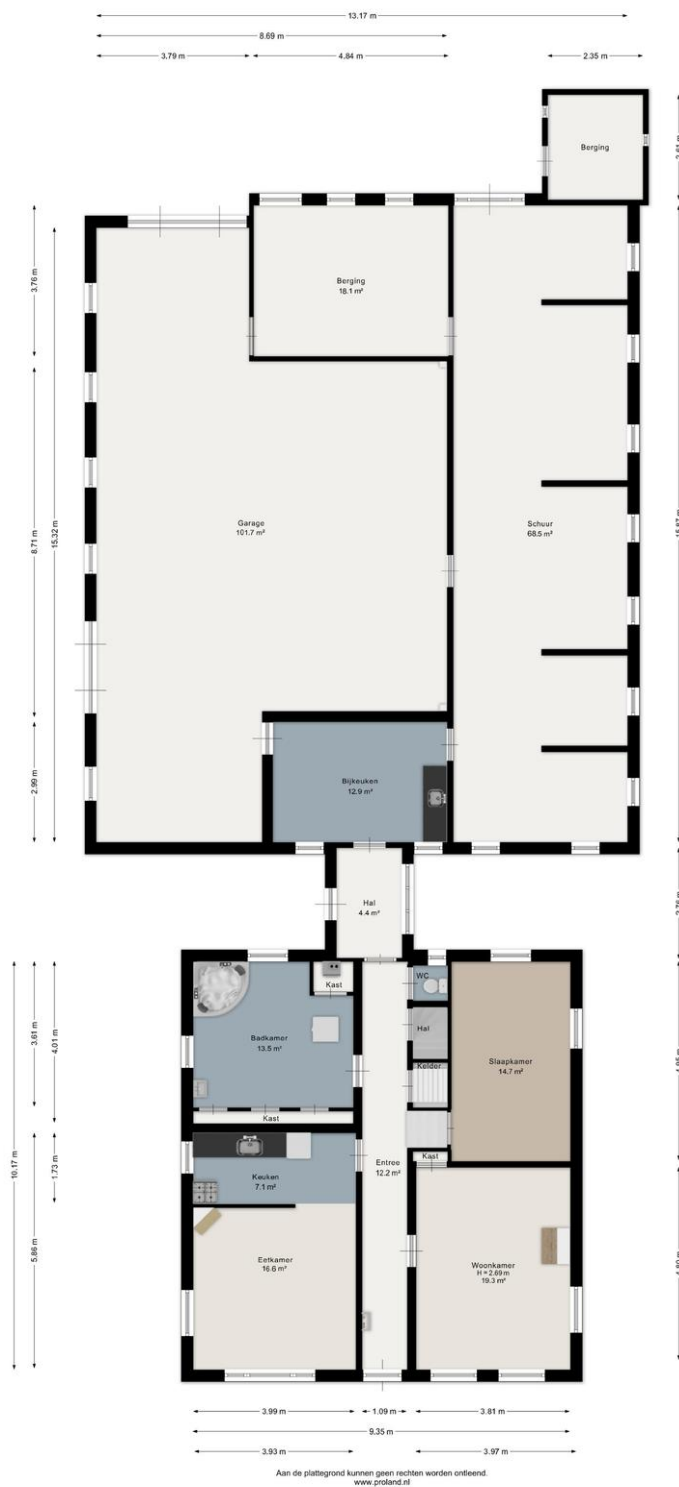 13.17 m
8.69 m
3.79 m
4.84 m
2.35 m
Berging
3.76 m
Berging
18.1 m²
8.71 m
15.32 m
Garage
101.7 m²
Schuur
68.5 m²
2.99 m
Bijkeuken
12.9 m²
Hal
4.4 m²
WC
Kast
Hal
3.61 m
4.01 m
Badkamer
13.5 m²
Slaapkamer
14.7 m²
Kelder
Kast
Kast
Entree
12.2 m²
10.17 m
5.86 m
1.73 m
Keuken
7.1 m²
Eetkamer
16.6 m²
Woonkamer
H = 2.69 m
19.3 m²
3.99 m
1.09 m
3.81 m
9.35 m
3.93 m
3.97 m
Aan de plattegrond kunnen geen rechten worden ontleend.
www.proland.nl